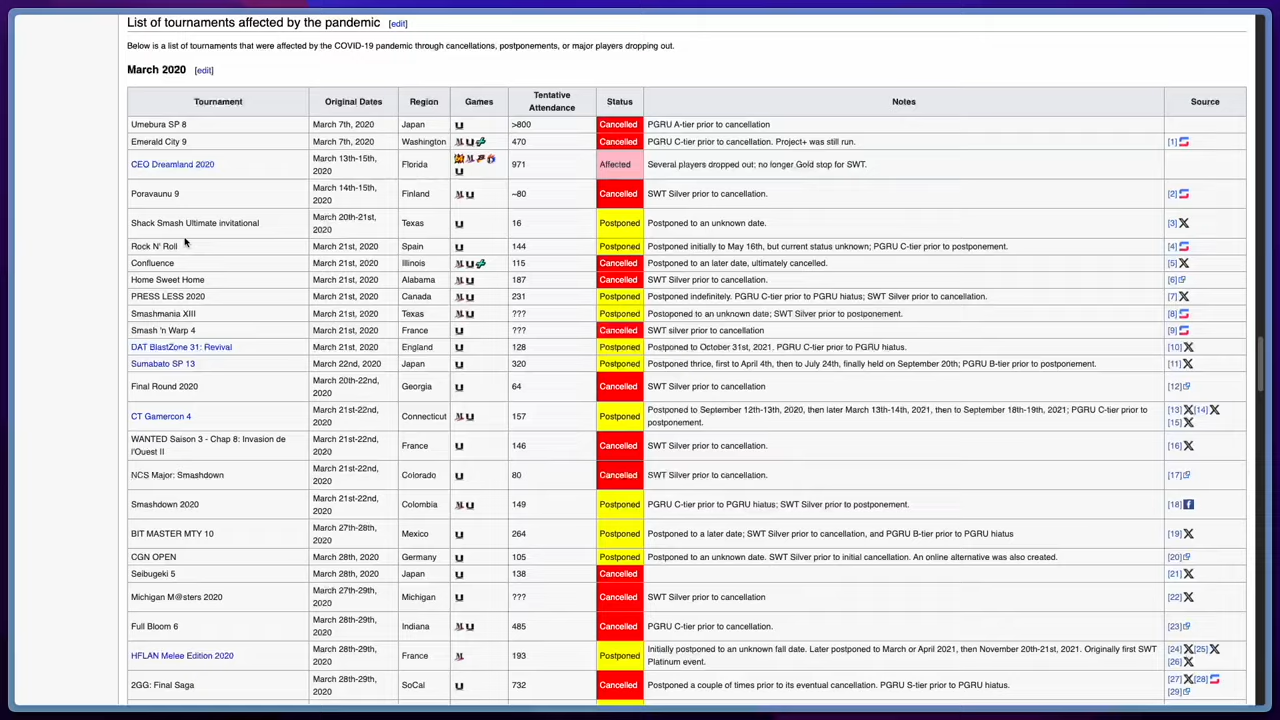 List of tournaments affected by the pandemic [edit]
Below is a list of tournaments that were affected by the COVID-19 pandemic through cancellations, postponements, or major players dropping out.
March 2020 [edit]
Tournament Original Dates Region Games Tentative Attendance Status Notes Source
Umebura SP 8 March 7th, 2020 Japan U >800 Cancelled PGRU A-tier prior to cancellation
Emerald City 9 March 7th, 2020 Washington U 470 Cancelled PGRU C-tier prior to cancellation. Project+ was still run. [1]
CEO Dreamland 2020 March 13th-15th, 2020 Florida U 971 Affected Several players dropped out; no longer Gold stop for SWT.
Poravaunu 9 March 14th-15th, 2020 Finland U ~80 Cancelled SWT Silver prior to cancellation. [2]
Shack Smash Ultimate invitational March 20th-21st, 2020 Texas U 16 Postponed Postponed to an unknown date. [3]
Rock N' Roll March 21st, 2020 Spain U 144 Postponed Postponed initially to May 16th, but current status unknown; PGRU C-tier prior to postponement. [4]
Confluence March 21st, 2020 Illinois U 115 Cancelled Postponed to an later date, ultimately cancelled. [5]
Home Sweet Home March 21st, 2020 Alabama U 187 Cancelled SWT Silver prior to cancellation. [6]
PRESS LESS 2020 March 21st, 2020 Canada U 231 Postponed Postponed indefinitely. PGRU C-tier prior to PGRU hiatus; SWT Silver prior to cancellation. [7]
Smashmania XIII March 21st, 2020 Texas U ??? Postponed Postoponed to an unknown date; SWT Silver prior to postponement. [8]
Smash 'n Warp 4 March 21st, 2020 France U ??? Cancelled SWT silver prior to cancellation [9]
DAT BlastZone 31: Revival March 21st, 2020 England U 128 Postponed Postponed to October 31st, 2021. PGRU C-tier prior to PGRU hiatus. [10]
Sumabato SP 13 March 22nd, 2020 Japan U 320 Postponed Postponed thrice, first to April 4th, then to July 24th, finally held on September 20th; PGRU B-tier prior to postponement. [11]
Final Round 2020 March 20th-22nd, 2020 Georgia U 64 Cancelled SWT Silver prior to cancellation [12]
CT Gamercon 4 March 21st-22nd, 2020 Connecticut U 157 Postponed Postponed to September 12th-13th, 2020, then later March 13th-14th, 2021, then to September 18th-19th, 2021; PGRU C-tier prior to postponement. [13] [14] [15]
WANTED Saison 3 - Chap 8: Invasion de l'Ouest II March 21st-22nd, 2020 France U 146 Cancelled SWT Silver prior to cancellation. [16]
NCS Major: Smashdown March 21st-22nd, 2020 Colorado U 80 Cancelled SWT Silver prior to cancellation. [17]
Smashdown 2020 March 21st-22nd, 2020 Colombia U 149 Postponed PGRU C-tier prior to PGRU hiatus; SWT Silver prior to postponement. [18]
BIT MASTER MTY 10 March 27th-28th, 2020 Mexico U 264 Postponed Postponed to a later date; SWT Silver prior to cancellation, and PGRU B-tier prior to PGRU hiatus [19]
CGN OPEN March 28th, 2020 Germany U 105 Postponed Postponed to an unknown date. SWT Silver prior to initial cancellation. An online alternative was also created. [20]
Seibugeki 5 March 28th, 2020 Japan U 138 Cancelled [21]
Michigan M@sters 2020 March 27th-29th, 2020 Michigan U ??? Cancelled SWT Silver prior to cancellation [22]
Full Bloom 6 March 28th-29th, 2020 Indiana U 485 Cancelled PGRU C-tier prior to cancellation. [23]
HFLAN Melee Edition 2020 March 28th-29th, 2020 France 193 Postponed Initially postponed to an unknown fall date. Later postponed to March or April 2021, then November 20th-21st, 2021. Originally first SWT Platinum event. [24] [25] [26]
2GG: Final Saga March 28th-29th, 2020 SoCal U 732 Cancelled Postponed a couple of times prior to its eventual cancellation. PGRU S-tier prior to PGRU hiatus. [27] [28] [29]